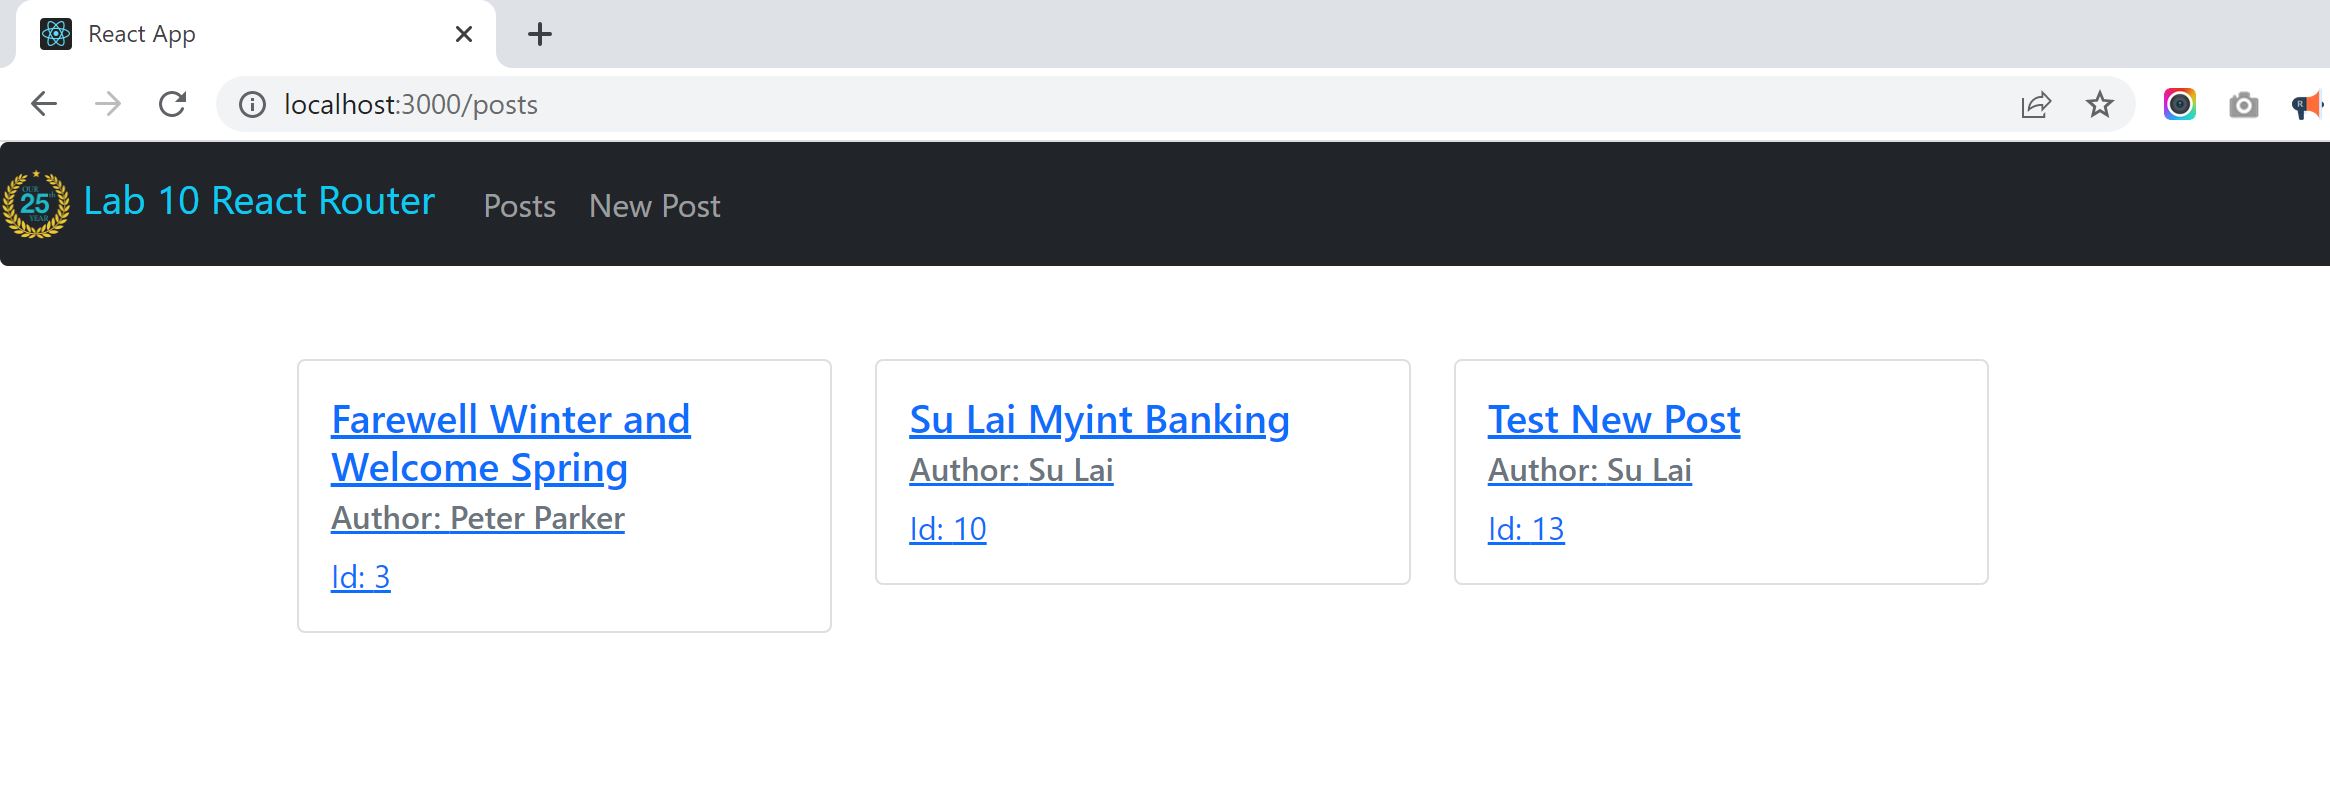 React App
localhost:3000/posts
OUR
25th
YEAR
Lab 10 React Router
Posts
New Post
Farewell Winter and
Welcome Spring
Author: Peter Parker
Id: 3
Su Lai Myint Banking
Author: Su Lai
Id: 10
Test New Post
Author: Su Lai
Id: 13
R